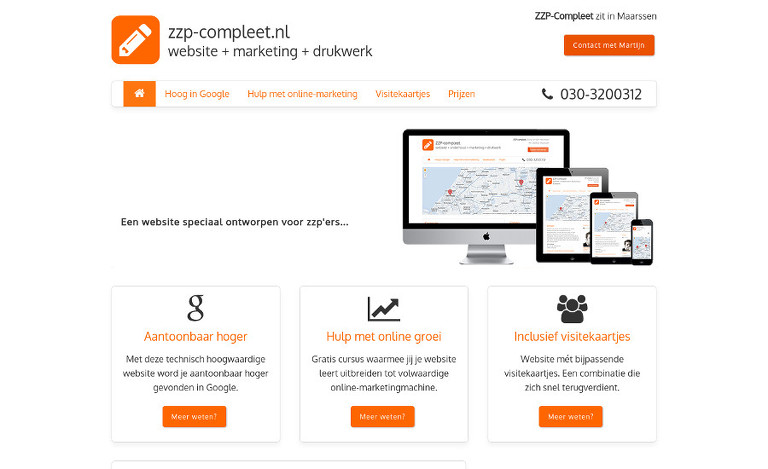 ZZP-Compleet zit in Maarssen
zzp-compleet.nl
website + marketing + drukwerk
Contact met Martijn
Hoog in Google
Hulp met online-marketing
Visitekaartjes
Prijzen
030-3200312
ZZP-compleet
Een website speciaal ontworpen voor zzp'ers...
g
Aantoonbaar hoger
Met deze technisch hoogwaardige
website word je aantoonbaar hoger
gevonden in Google.
Meer weten?
Hulp met online groei
Gratis cursus waarmee jij je website
leert uitbreiden tot volwaardige
online-marketingmachine.
Meer weten?
Inclusief visitekaartjes
Website mét bijpassende
visitekaartjes. Een combinatie die
zich snel terugverdient.
Meer weten?